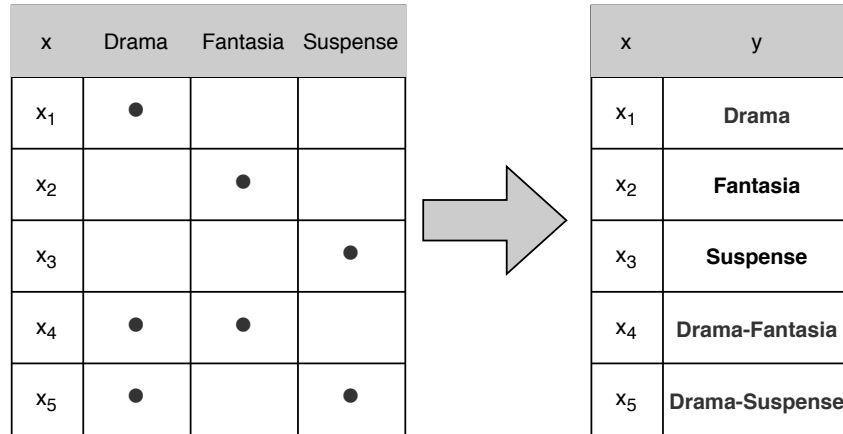 x Drama Fantasia Suspense
x₁ ●
x₂ ●
x₃ ●
x₄ ● ●
x₅ ● ●
x y
x₁ Drama
x₂ Fantasia
x₃ Suspense
x₄ Drama-Fantasia
x₅ Drama-Suspense